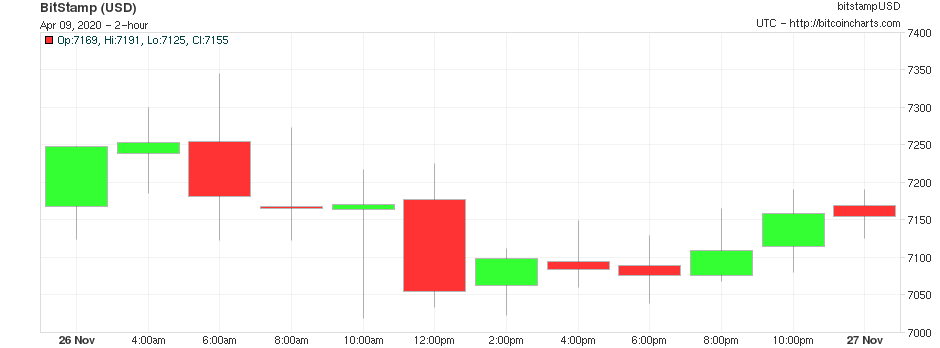 BitStamp (USD)
bitstampUSD
Apr 09, 2020 - 2-hour
UTC - http://bitcoincharts.com
Op:7169, Hi:7191, Lo:7125, Cl:7155
7400
7350
7300
7250
7200
7150
7100
7050
7000
26 Nov 4:00am 6:00am 8:00am 10:00am 12:00pm 2:00pm 4:00pm 6:00pm 8:00pm 10:00pm 27 Nov